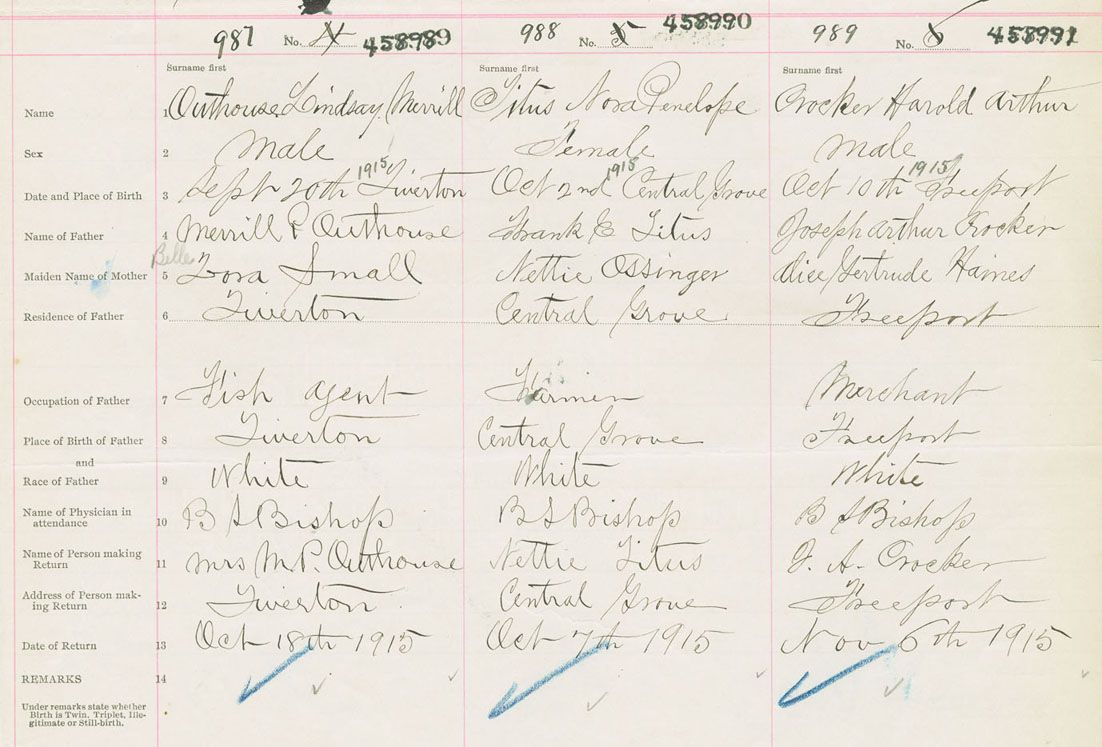 987 No. 4 458989 988 No. 5 458990 989 No. 6 458991
Surname first Surname first Surname first
Name 1 Outhouse Lindsay Merrill Titus Nora Penelope Crocker Harold Arthur
Sex 2 Male Female Male
1915 1915 1915
Date and Place of Birth 3 Sept 20th Tiverton Oct 2nd Central Grove Oct 10th Freeport
Name of Father 4 Merrill P Outhouse Frank E Titus Joseph Arthur Crocker
Belle
Maiden Name of Mother 5 Zora Small Nettie Ossinger Alice Gertrude Haines
Residence of Father 6 Tiverton Central Grove Freeport
Occupation of Father 7 Fish agent Merchant
Place of Birth of Father 8 Tiverton Central Grove Freeport
and
Race of Father 9 White White White
Name of Physician in
attendance 10 B S Bishop B S Bishop B S Bishop
Name of Person making
Return 11 Mrs M.P. Outhouse Nettie Titus J. A. Crocker
Address of Person mak-
ing Return 12 Tiverton Central Grove Freeport
Date of Return 13 Oct 18th 1915 Oct 7th 1915 Nov 6th 1915
REMARKS 14
Under remarks state whether
Birth is Twin, Triplet, Ille-
gitimate or Still-birth.